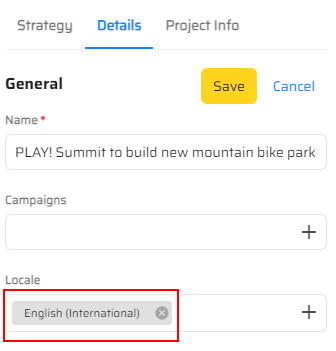 Strategy Details Project Info
General Save Cancel
Name*
PLAY! Summit to build new mountain bike park
Campaigns
Locale
English (International)